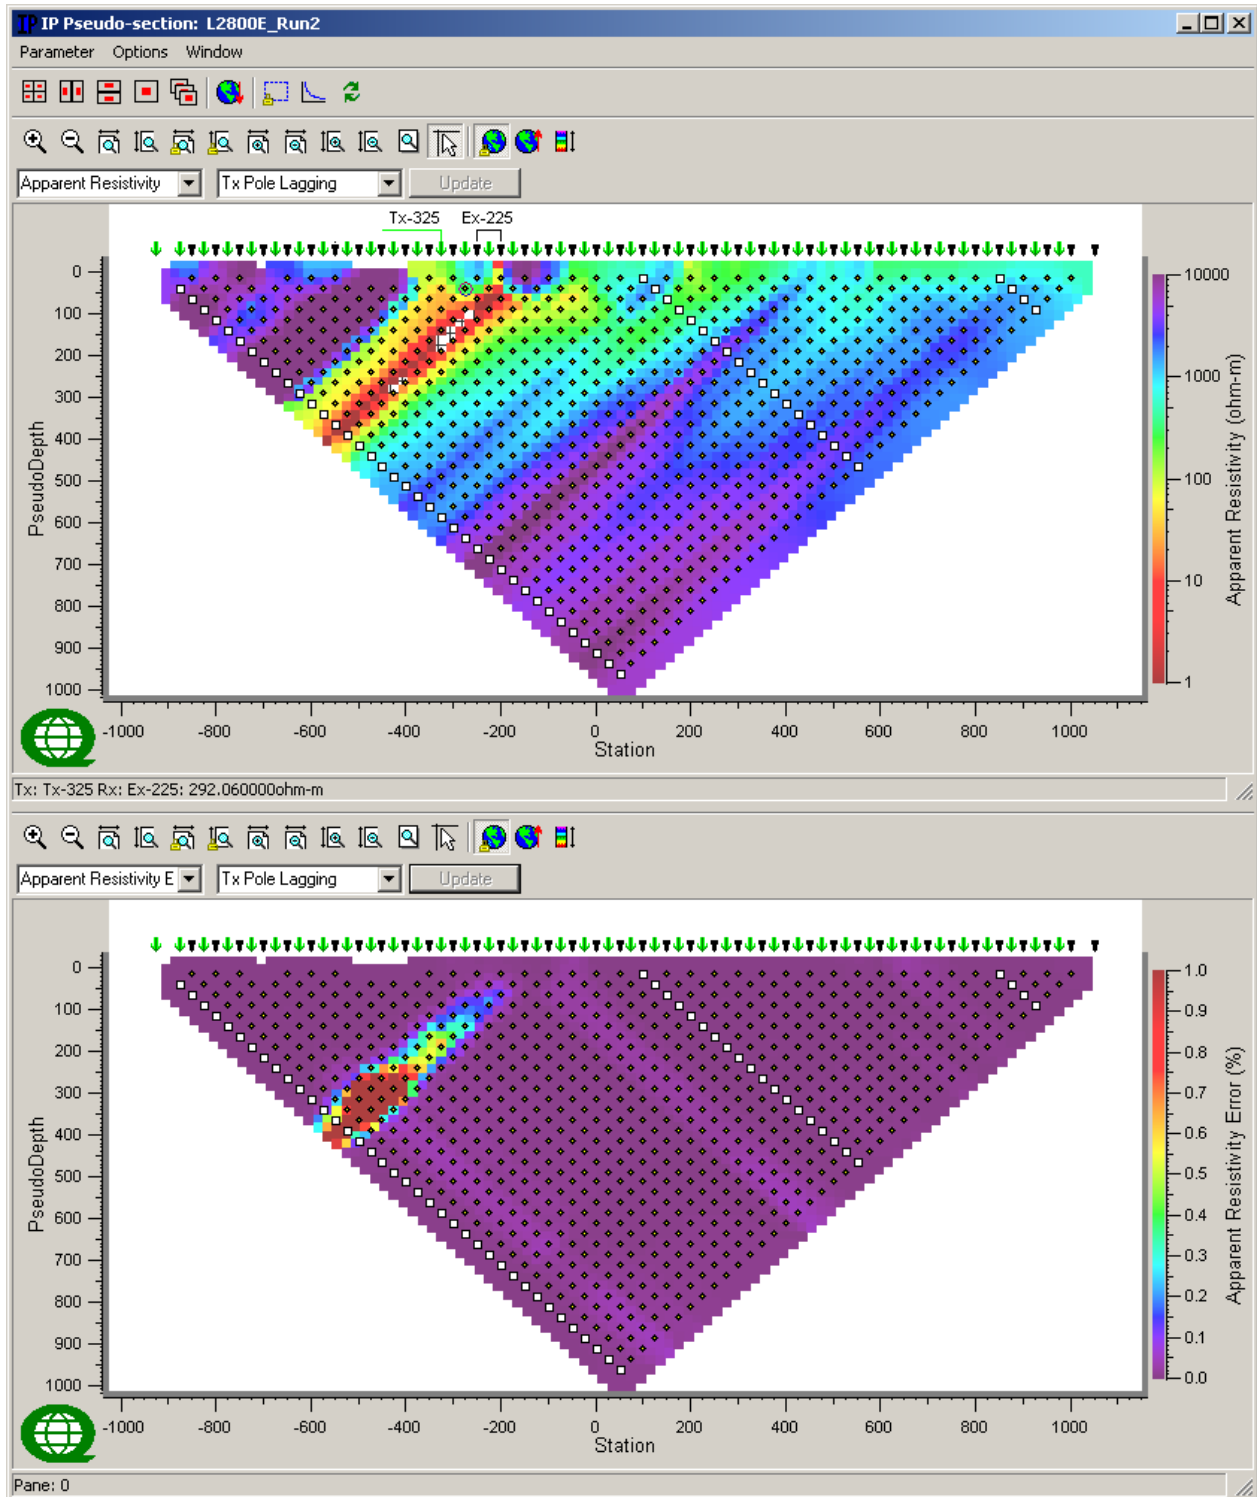 IP IP Pseudo-section: L2800E_Run2
Parameter Options Window
Apparent Resistivity Tx Pole Lagging Update
Tx-325 Ex-225
0
100
200
300
400
500
600
700
800
900
1000
PseudoDepth
10000
1000
100
10
1
Apparent Resistivity (ohm-m)
-1000 -800 -600 -400 -200 0 200 400 600 800 1000
Station
Tx: Tx-325 Rx: Ex-225: 292.060000ohm-m
Apparent Resistivity E Tx Pole Lagging Update
0
100
200
300
400
500
600
700
800
900
1000
PseudoDepth
1.0
0.9
0.8
0.7
0.6
0.5
0.4
0.3
0.2
0.1
0.0
Apparent Resistivity Error (%)
-1000 -800 -600 -400 -200 0 200 400 600 800 1000
Station
Pane: 0